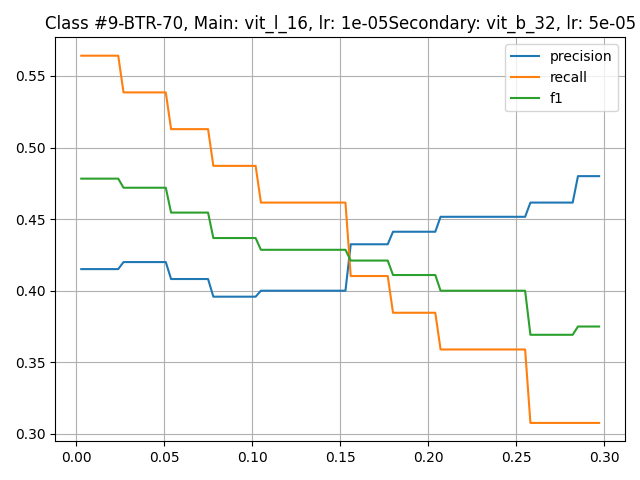 Class #9-BTR-70, Main: vit_l_16, lr: 1e-05Secondary: vit_b_32, lr: 5e-05
precision
recall
f1
0.55
0.50
0.45
0.40
0.35
0.30
0.00 0.05 0.10 0.15 0.20 0.25 0.30